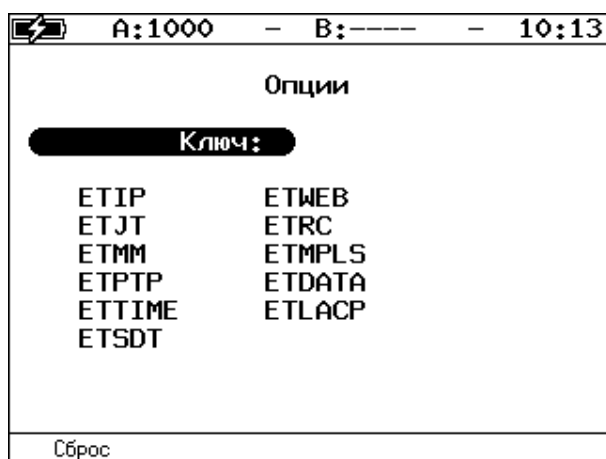 A:1000 – B:---- – 10:13
Опции
Ключ:
ETIP ETWEB
ETJT ETRC
ETMM ETMPLS
ETPTP ETDATA
ETTIME ETLACP
ETSDT
Сброс